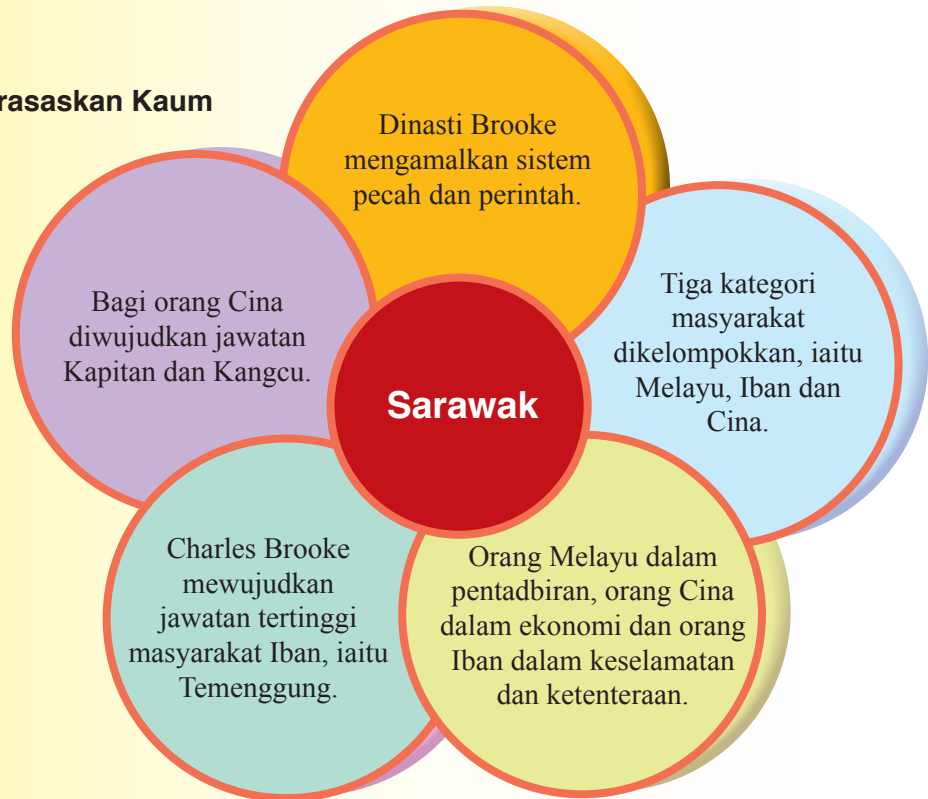 rasaskan Kaum
Dinasti Brooke
mengamalkan sistem
pecah dan perintah.
Tiga kategori
masyarakat
dikelompokkan, iaitu
Melayu, Iban dan
Cina.
Orang Melayu dalam
pentadbiran, orang Cina
dalam ekonomi dan orang
Iban dalam keselamatan
dan ketenteraan.
Charles Brooke
mewujudkan
jawatan tertinggi
masyarakat Iban, iaitu
Temenggung.
Bagi orang Cina
diwujudkan jawatan
Kapitan dan Kangcu.
Sarawak